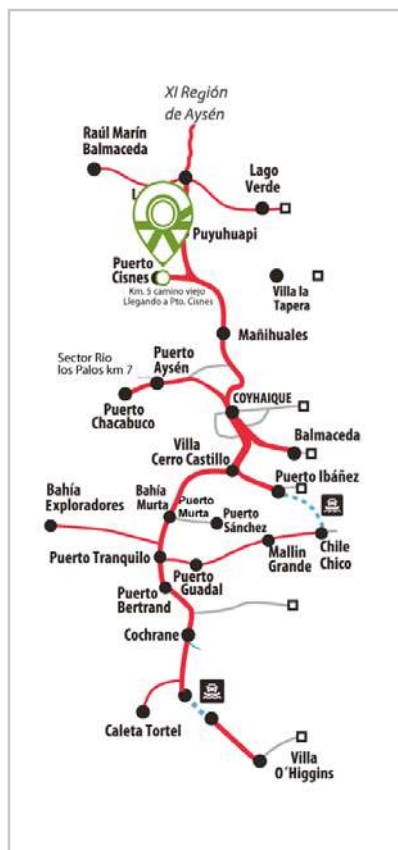 XI Región
de Aysén
Raúl Marín
Balmaceda
Lago
Verde
Puyuhuapi
Puerto
Cisnes
Km. 5 camino viejo
Llegando a Pto. Cisnes
Villa la
Tapera
Mañihuales
Sector Rio
los Palos km 7
Puerto
Aysén
Puerto
Chacabuco
COYHAIQUE
Balmaceda
Villa
Cerro Castillo
Puerto Ibáñez
Bahía
Exploradores
Bahía
Murta
Puerto
Murta
Puerto
Sánchez
Chile
Chico
Mallin
Grande
Puerto Tranquilo
Puerto
Guadal
Puerto
Bertrand
Cochrane
Caleta Tortel
Villa
O´Higgins